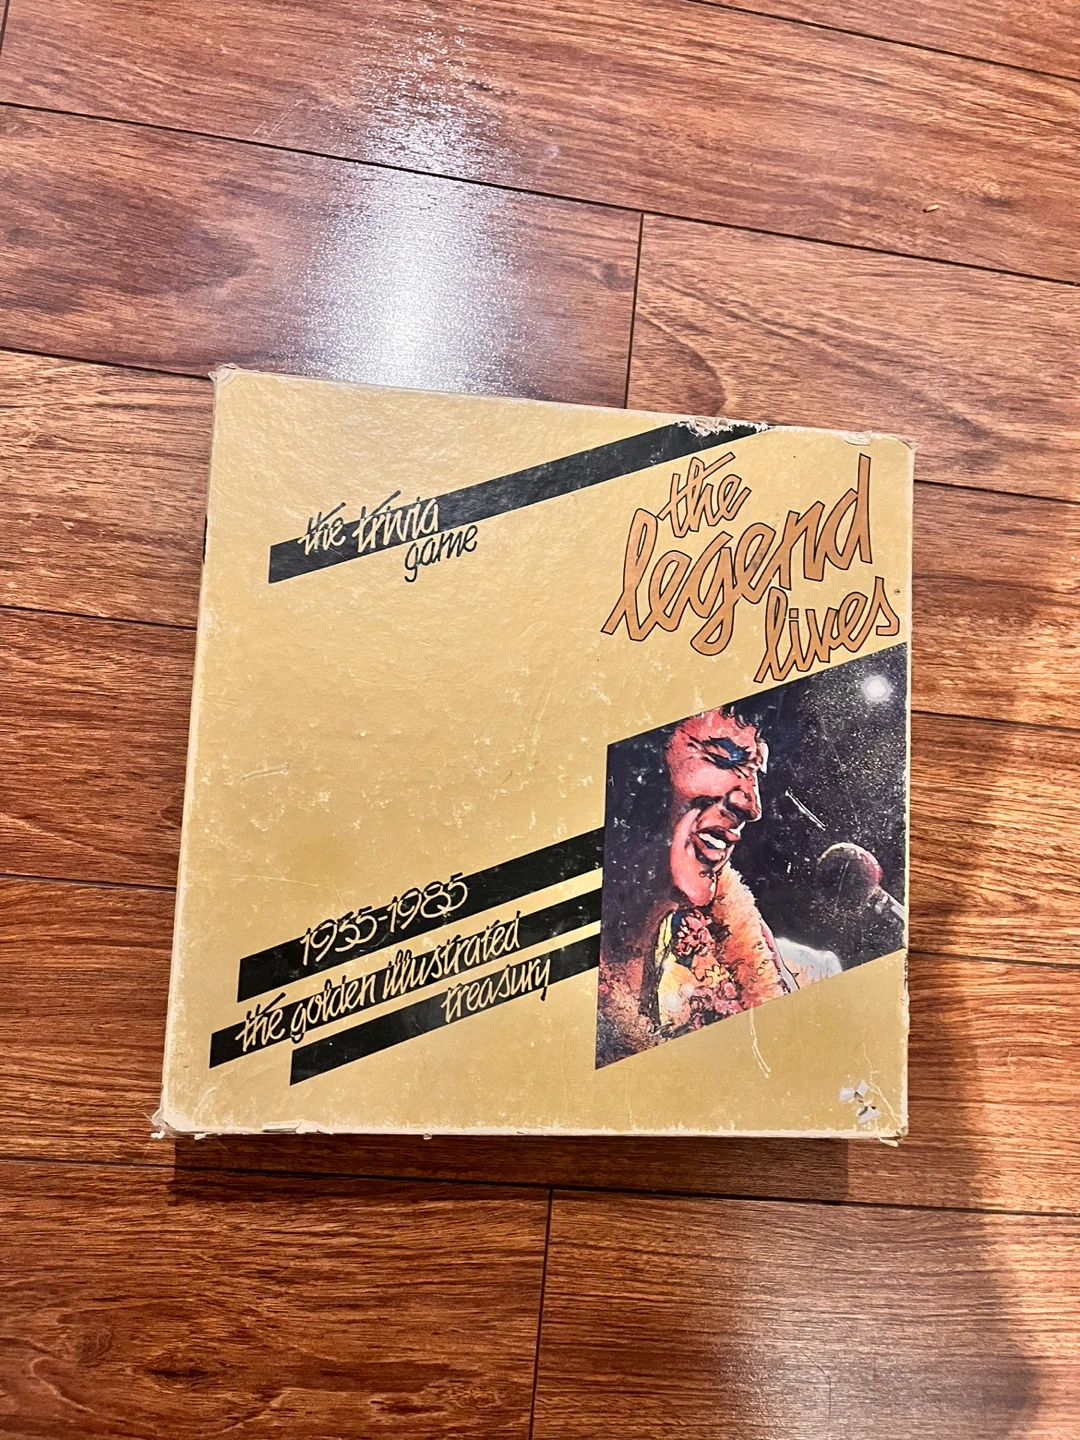 the trivia
game
the
legend
lives
1955-1985
the golden illustrated
treasury